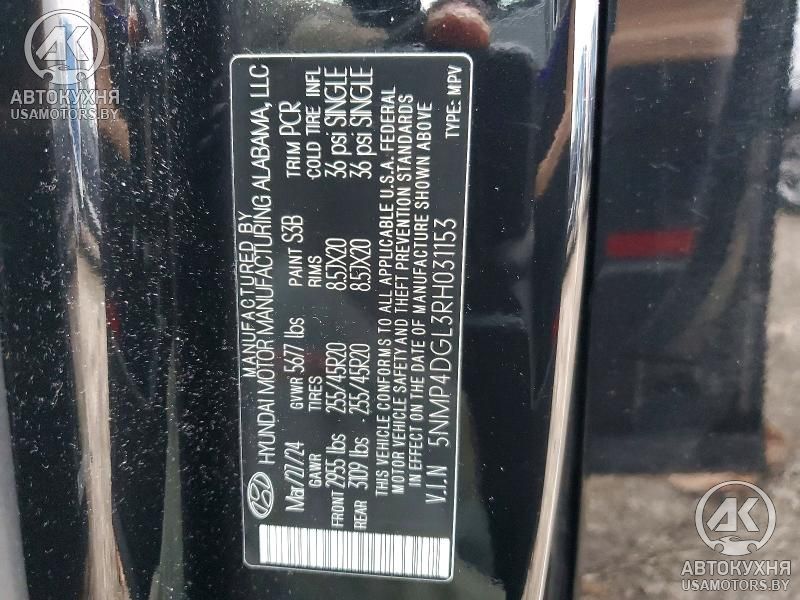 MANUFACTURED BY
HYUNDAI MOTOR MANUFACTURING ALABAMA, LLC
Mar/27/24 GVWR 5677 lbs PAINT S3B TRIM PCR
GAWR TIRES RIMS COLD TIRE INFL
FRONT 2955 lbs 255/45R20 8.5JX20 36 psi SINGLE
REAR 3109 lbs 255/45R20 8.5JX20 36 psi SINGLE
THIS VEHICLE CONFORMS TO ALL APPLICABLE U.S.A. FEDERAL
MOTOR VEHICLE SAFETY AND THEFT PREVENTION STANDARDS
IN EFFECT ON THE DATE OF MANUFACTURE SHOWN ABOVE
V.I.N 5NMP4DGL3RH031153 TYPE: MPV
АК
АВТОКУХНЯ
USAMOTORS.BY
АК
АВТОКУХНЯ
USAMOTORS.BY